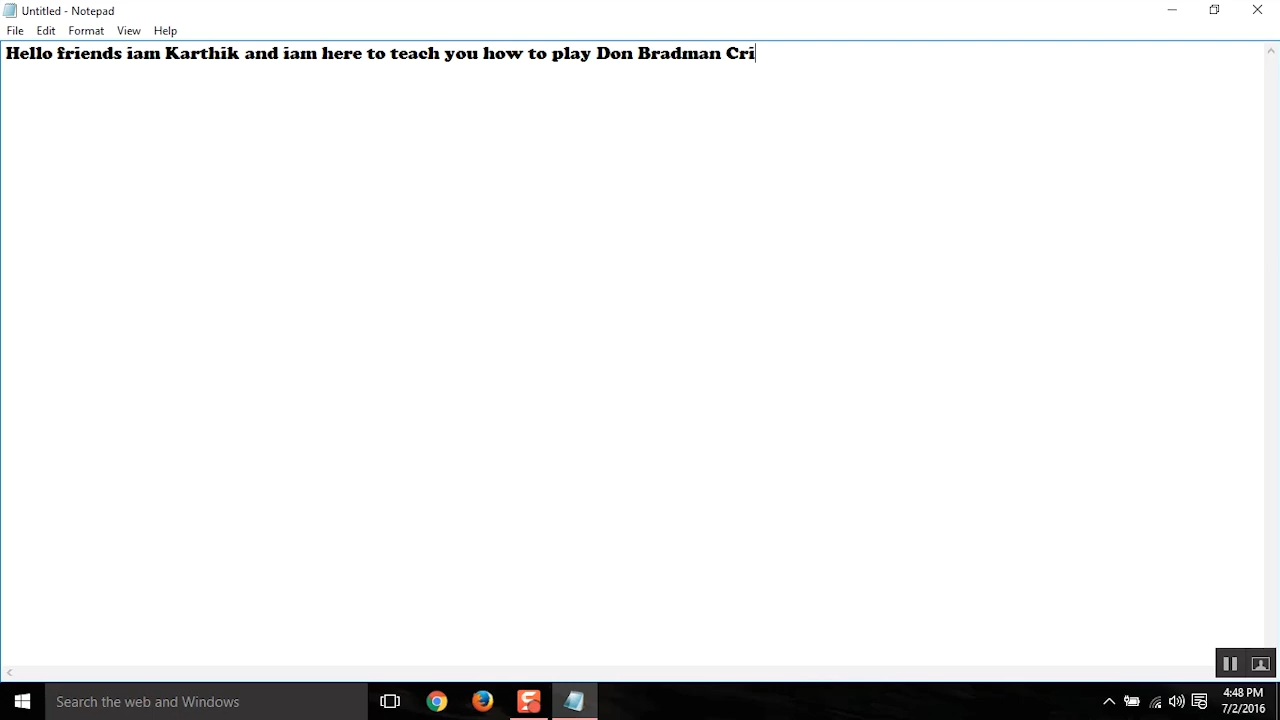 Untitled - Notepad
File Edit Format View Help
Hello friends iam Karthik and iam here to teach you how to play Don Bradman Cri
Search the web and Windows
4:48 PM
7/2/2016